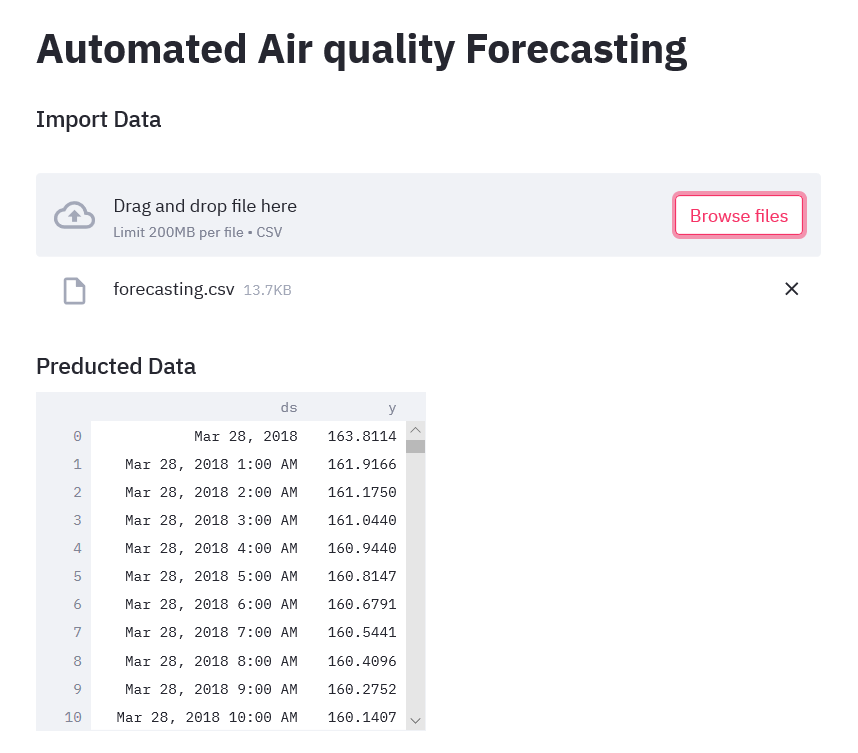 Automated Air quality Forecasting
Import Data
Drag and drop file here
Limit 200MB per file • CSV
Browse files
forecasting.csv 13.7KB
Preducted Data
ds y
0 Mar 28, 2018 163.8114
1 Mar 28, 2018 1:00 AM 161.9166
2 Mar 28, 2018 2:00 AM 161.1750
3 Mar 28, 2018 3:00 AM 161.0440
4 Mar 28, 2018 4:00 AM 160.9440
5 Mar 28, 2018 5:00 AM 160.8147
6 Mar 28, 2018 6:00 AM 160.6791
7 Mar 28, 2018 7:00 AM 160.5441
8 Mar 28, 2018 8:00 AM 160.4096
9 Mar 28, 2018 9:00 AM 160.2752
10 Mar 28, 2018 10:00 AM 160.1407